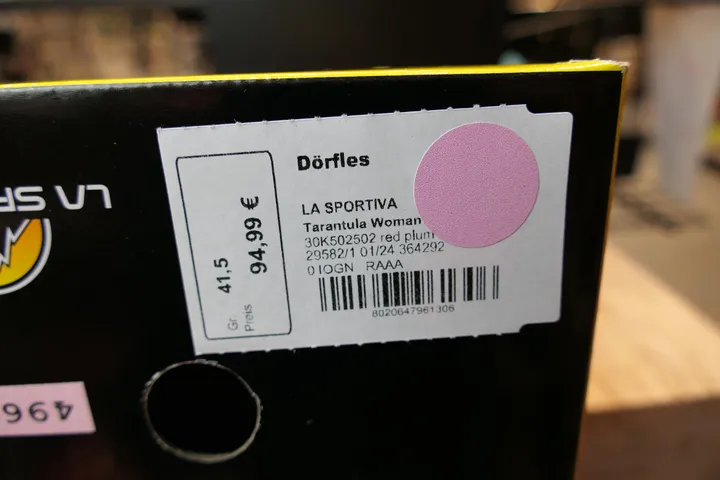 Dörfles
LA SPORTIVA
Tarantula Woman
30K502502 red plum
29582/1 01/24 364292
0 IOGN RAAA
8020647961306
Gr. 41,5
Preis 94,99 €
LA SP
496